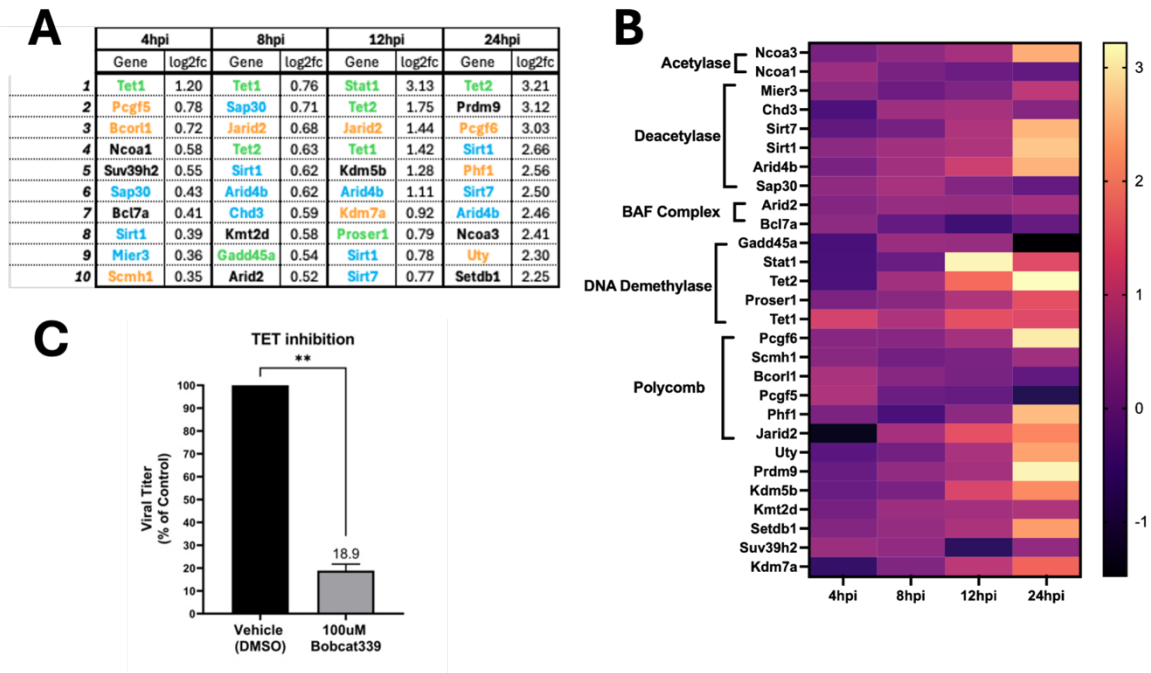 A
4hpi 8hpi 12hpi 24hpi
Gene log2fc Gene log2fc Gene log2fc Gene log2fc
1 Tet1 1.20 Tet1 0.76 Stat1 3.13 Tet2 3.21
2 Pcgf5 0.78 Sap30 0.71 Tet2 1.75 Prdm9 3.12
3 Bcorl1 0.72 Jarid2 0.68 Jarid2 1.44 Pcgf6 3.03
4 Ncoa1 0.58 Tet2 0.63 Tet1 1.42 Sirt1 2.66
5 Suv39h2 0.55 Sirt1 0.62 Kdm5b 1.28 Phf1 2.56
6 Sap30 0.43 Arid4b 0.62 Arid4b 1.11 Sirt7 2.50
7 Bcl7a 0.41 Chd3 0.59 Kdm7a 0.92 Arid4b 2.46
8 Sirt1 0.39 Kmt2d 0.58 Proser1 0.79 Ncoa3 2.41
9 Mier3 0.36 Gadd45a 0.54 Sirt1 0.78 Uty 2.30
10 Scmh1 0.35 Arid2 0.52 Sirt7 0.77 Setdb1 2.25
B
Acetylase
Deacetylase
BAF Complex
DNA Demethylase
Polycomb
Ncoa3
Ncoa1
Mier3
Chd3
Sirt7
Sirt1
Arid4b
Sap30
Arid2
Bcl7a
Gadd45a
Stat1
Tet2
Proser1
Tet1
Pcgf6
Scmh1
Bcorl1
Pcgf5
Phf1
Jarid2
Uty
Prdm9
Kdm5b
Kmt2d
Setdb1
Suv39h2
Kdm7a
4hpi 8hpi 12hpi 24hpi
3
2
1
0
-1
C
TET inhibition
**
Viral Titer
(% of Control)
100
90
80
70
60
50
40
30
20
10
0
18.9
Vehicle
(DMSO)
100uM
Bobcat339